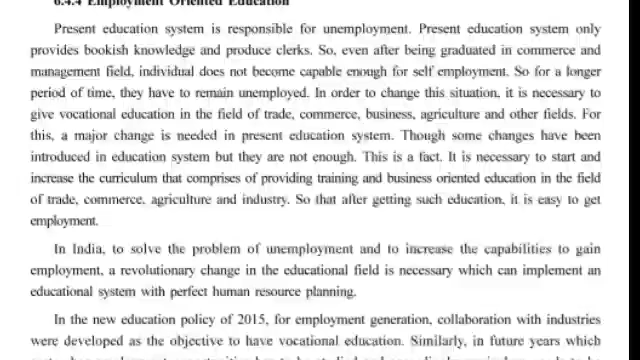 6.4.4 Employment Oriented Education
Present education system is responsible for unemployment. Present education system only
provides bookish knowledge and produce clerks. So, even after being graduated in commerce and
management field, individual does not become capable enough for self employment. So for a longer
period of time, they have to remain unemployed. In order to change this situation, it is necessary to
give vocational education in the field of trade, commerce, business, agriculture and other fields. For
this, a major change is needed in present education system. Though some changes have been
introduced in education system but they are not enough. This is a fact. It is necessary to start and
increase the curriculum that comprises of providing training and business oriented education in the field
of trade, commerce, agriculture and industry. So that after getting such education, it is easy to get
employment.
In India, to solve the problem of unemployment and to increase the capabilities to gain
employment, a revolutionary change in the educational field is necessary which can implement an
educational system with perfect human resource planning.
In the new education policy of 2015, for employment generation, collaboration with industries
were developed as the objective to have vocational education. Similarly, in future years which